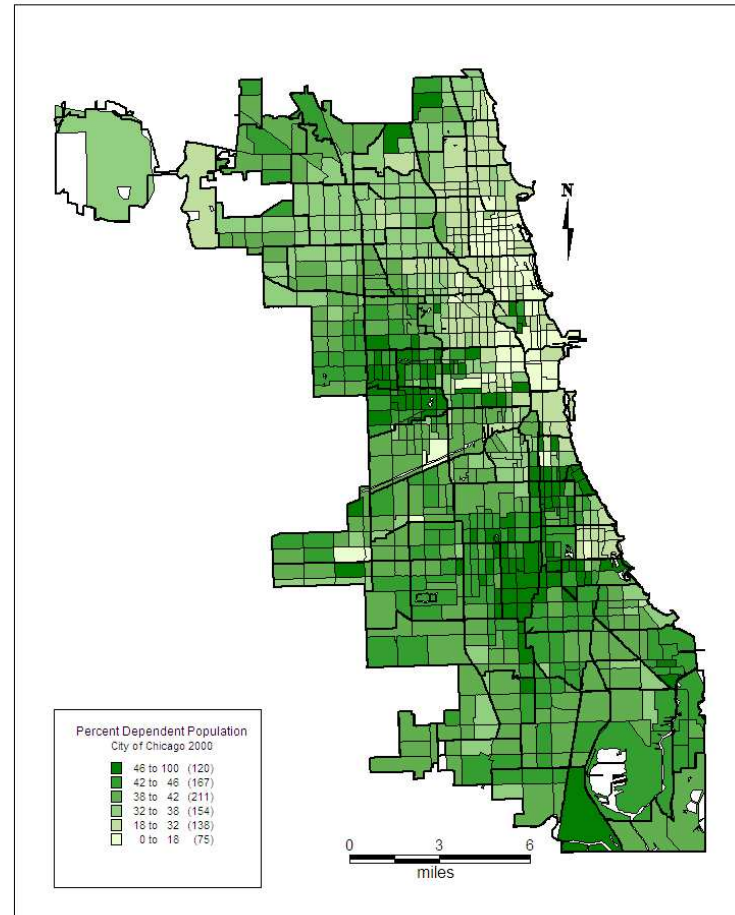 N
Percent Dependent Population
City of Chicago 2000
46 to 100 (120)
42 to 46 (167)
38 to 42 (211)
32 to 38 (154)
18 to 32 (138)
0 to 18 (75)
0 3 6
miles